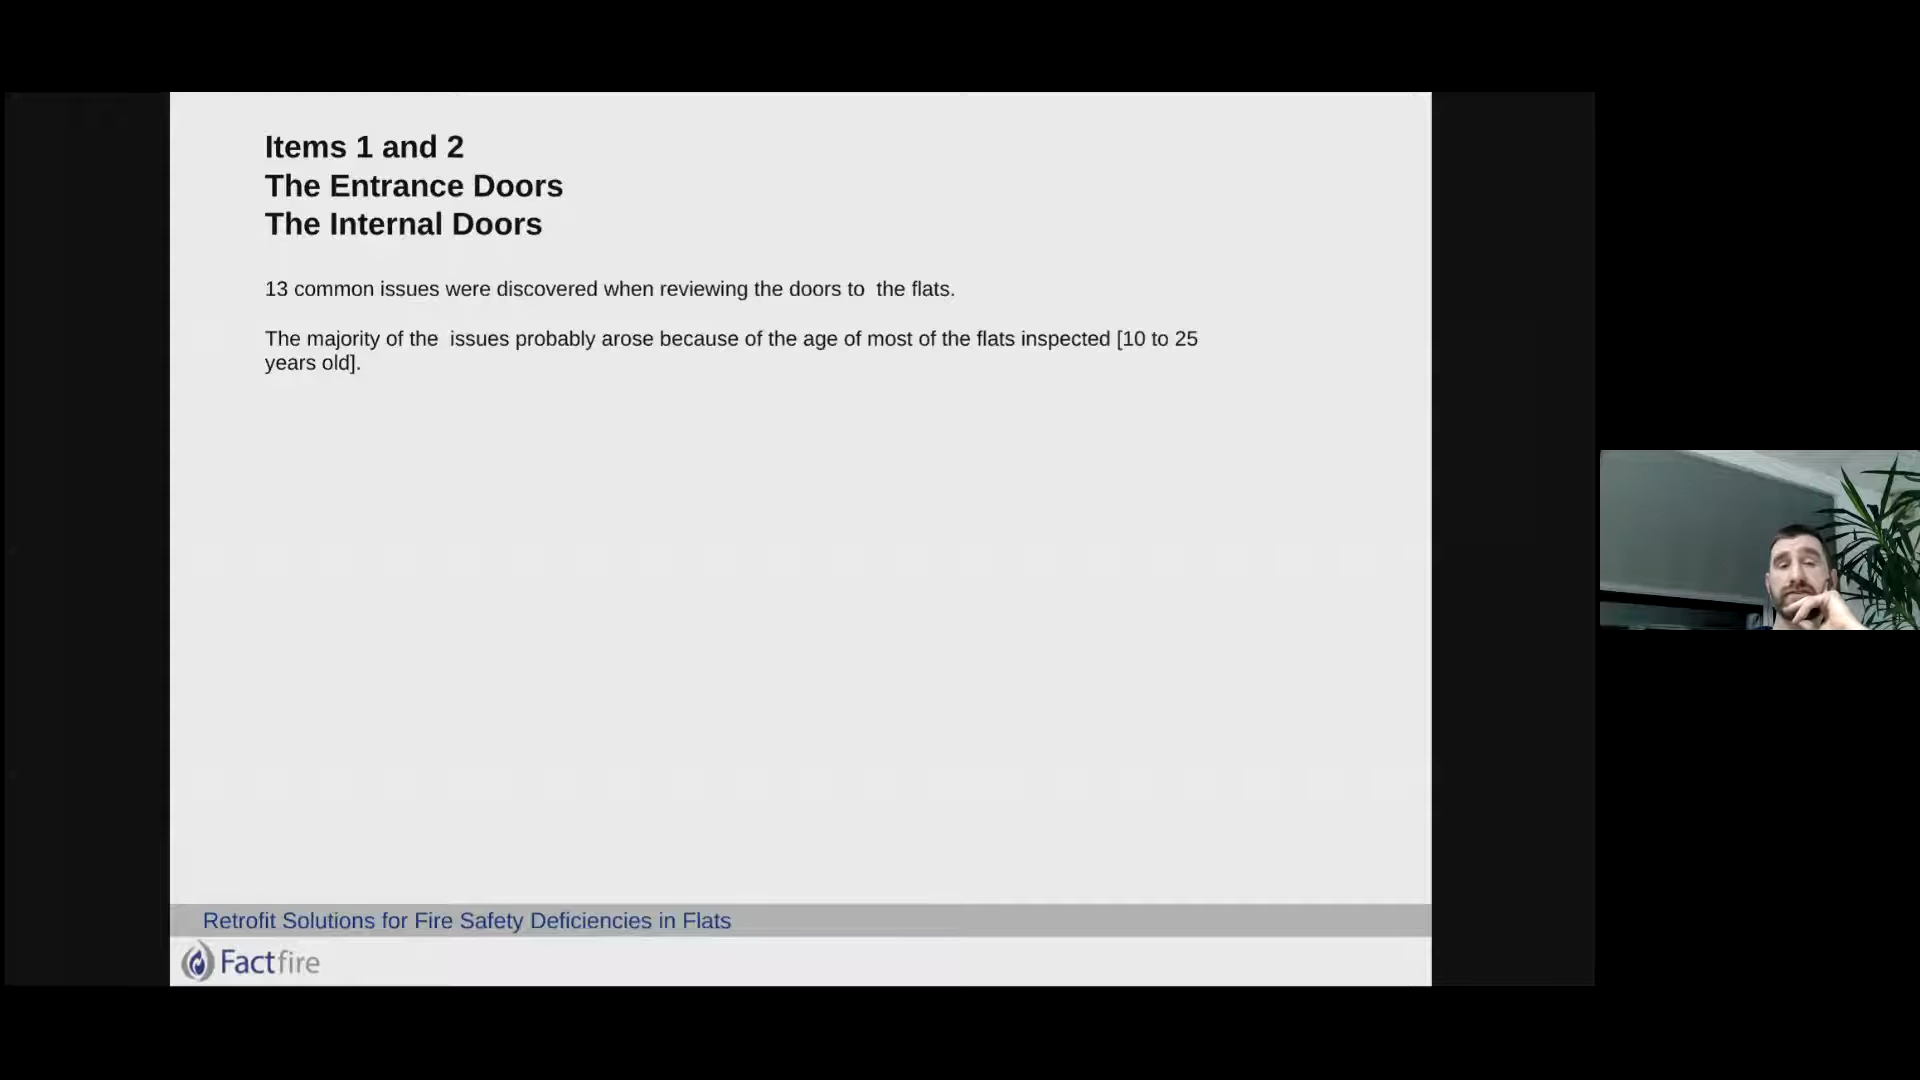 Items 1 and 2
The Entrance Doors
The Internal Doors
13 common issues were discovered when reviewing the doors to  the flats.
The majority of the  issues probably arose because of the age of most of the flats inspected [10 to 25
years old].
Retrofit Solutions for Fire Safety Deficiencies in Flats
Factfire